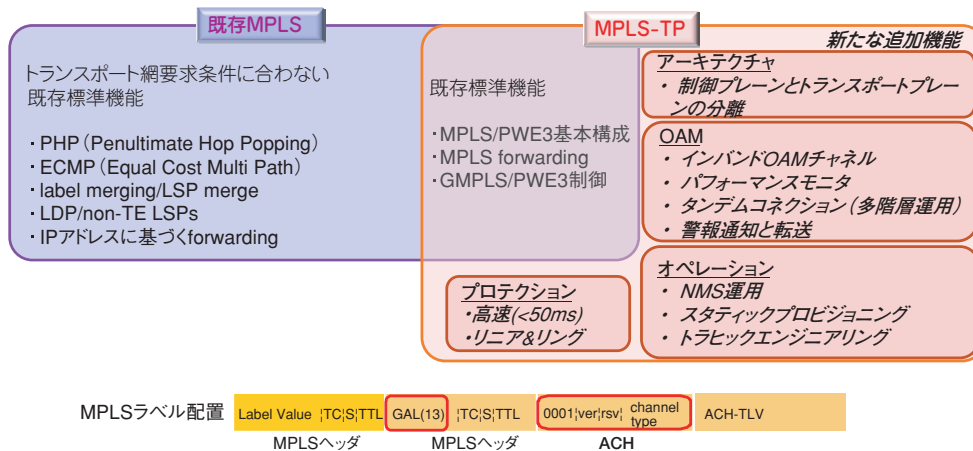 既存MPLS
MPLS-TP
新たな追加機能
トランスポート網要求条件に合わない
既存標準機能
・PHP（Penultimate Hop Popping）
・ECMP（Equal Cost Multi Path）
・label merging/LSP merge
・LDP/non-TE LSPs
・IPアドレスに基づくforwarding
既存標準機能
・MPLS/PWE3基本構成
・MPLS forwarding
・GMPLS/PWE3制御
アーキテクチャ
・ 制御プレーンとトランスポートプレー
ンの分離
OAM
・ インバンドOAMチャネル
・ パフォーマンスモニタ
・ タンデムコネクション（多階層運用）
・ 警報通知と転送
プロテクション
・高速(<50ms)
・リニア&リング
オペレーション
・ NMS運用
・ スタティックプロビジョニング
・ トラヒックエンジニアリング
MPLSラベル配置
Label Value ¦TC¦S¦TTL
GAL(13)
¦TC¦S¦TTL
0001¦ver¦rsv¦ channel
type
ACH-TLV
MPLSヘッダ
MPLSヘッダ
ACH